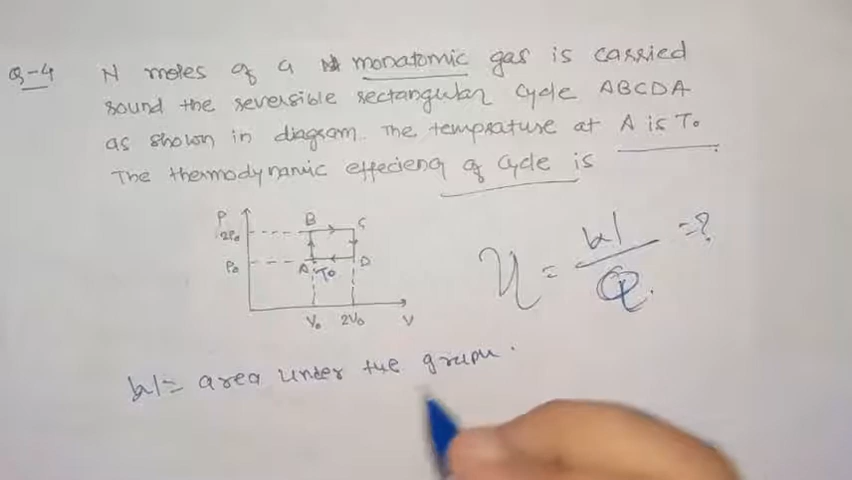 Q-4 N moles of a monatomic gas is carried
round the reversible rectangular cycle ABCDA
as shown in diagram. The temprature at A is T₀
The thermodynamic effeciency of cycle is
P
2P₀ B C
P₀ A T₀ D
V₀ 2V₀ V
η = W/Q = ?
W = area under the graph.